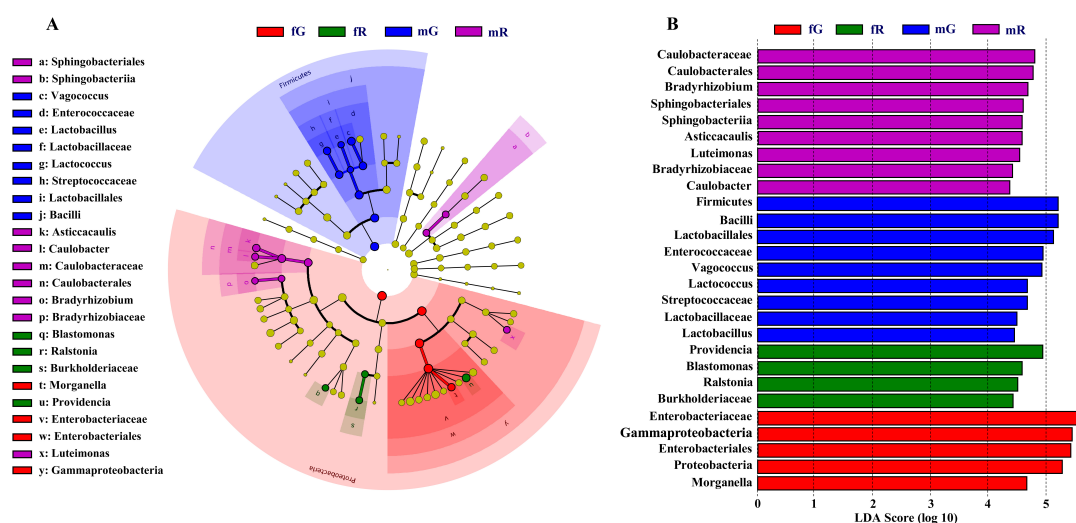 A
fG fR mG mR
a: Sphingobacteriales
b: Sphingobacteriia
c: Vagococcus
d: Enterococcaceae
e: Lactobacillus
f: Lactobacillaceae
g: Lactococcus
h: Streptococcaceae
i: Lactobacillales
j: Bacilli
k: Asticcacaulis
l: Caulobacter
m: Caulobacteraceae
n: Caulobacterales
o: Bradyrhizobium
p: Bradyrhizobiaceae
q: Blastomonas
r: Ralstonia
s: Burkholderiaceae
t: Morganella
u: Providencia
v: Enterobacteriaceae
w: Enterobacteriales
x: Luteimonas
y: Gammaproteobacteria
Firmicutes
j
i
h
f
d
g
e
c
b
a
n
m
k
l
p
o
q
r
s
t
u
v
w
x
y
Proteobacteria
B
fG fR mG mR
Caulobacteraceae
Caulobacterales
Bradyrhizobium
Sphingobacteriales
Sphingobacteriia
Asticcacaulis
Luteimonas
Bradyrhizobiaceae
Caulobacter
Firmicutes
Bacilli
Lactobacillales
Enterococcaceae
Vagococcus
Lactococcus
Streptococcaceae
Lactobacillaceae
Lactobacillus
Providencia
Blastomonas
Ralstonia
Burkholderiaceae
Enterobacteriaceae
Gammaproteobacteria
Enterobacteriales
Proteobacteria
Morganella
0 1 2 3 4 5
LDA Score (log 10)